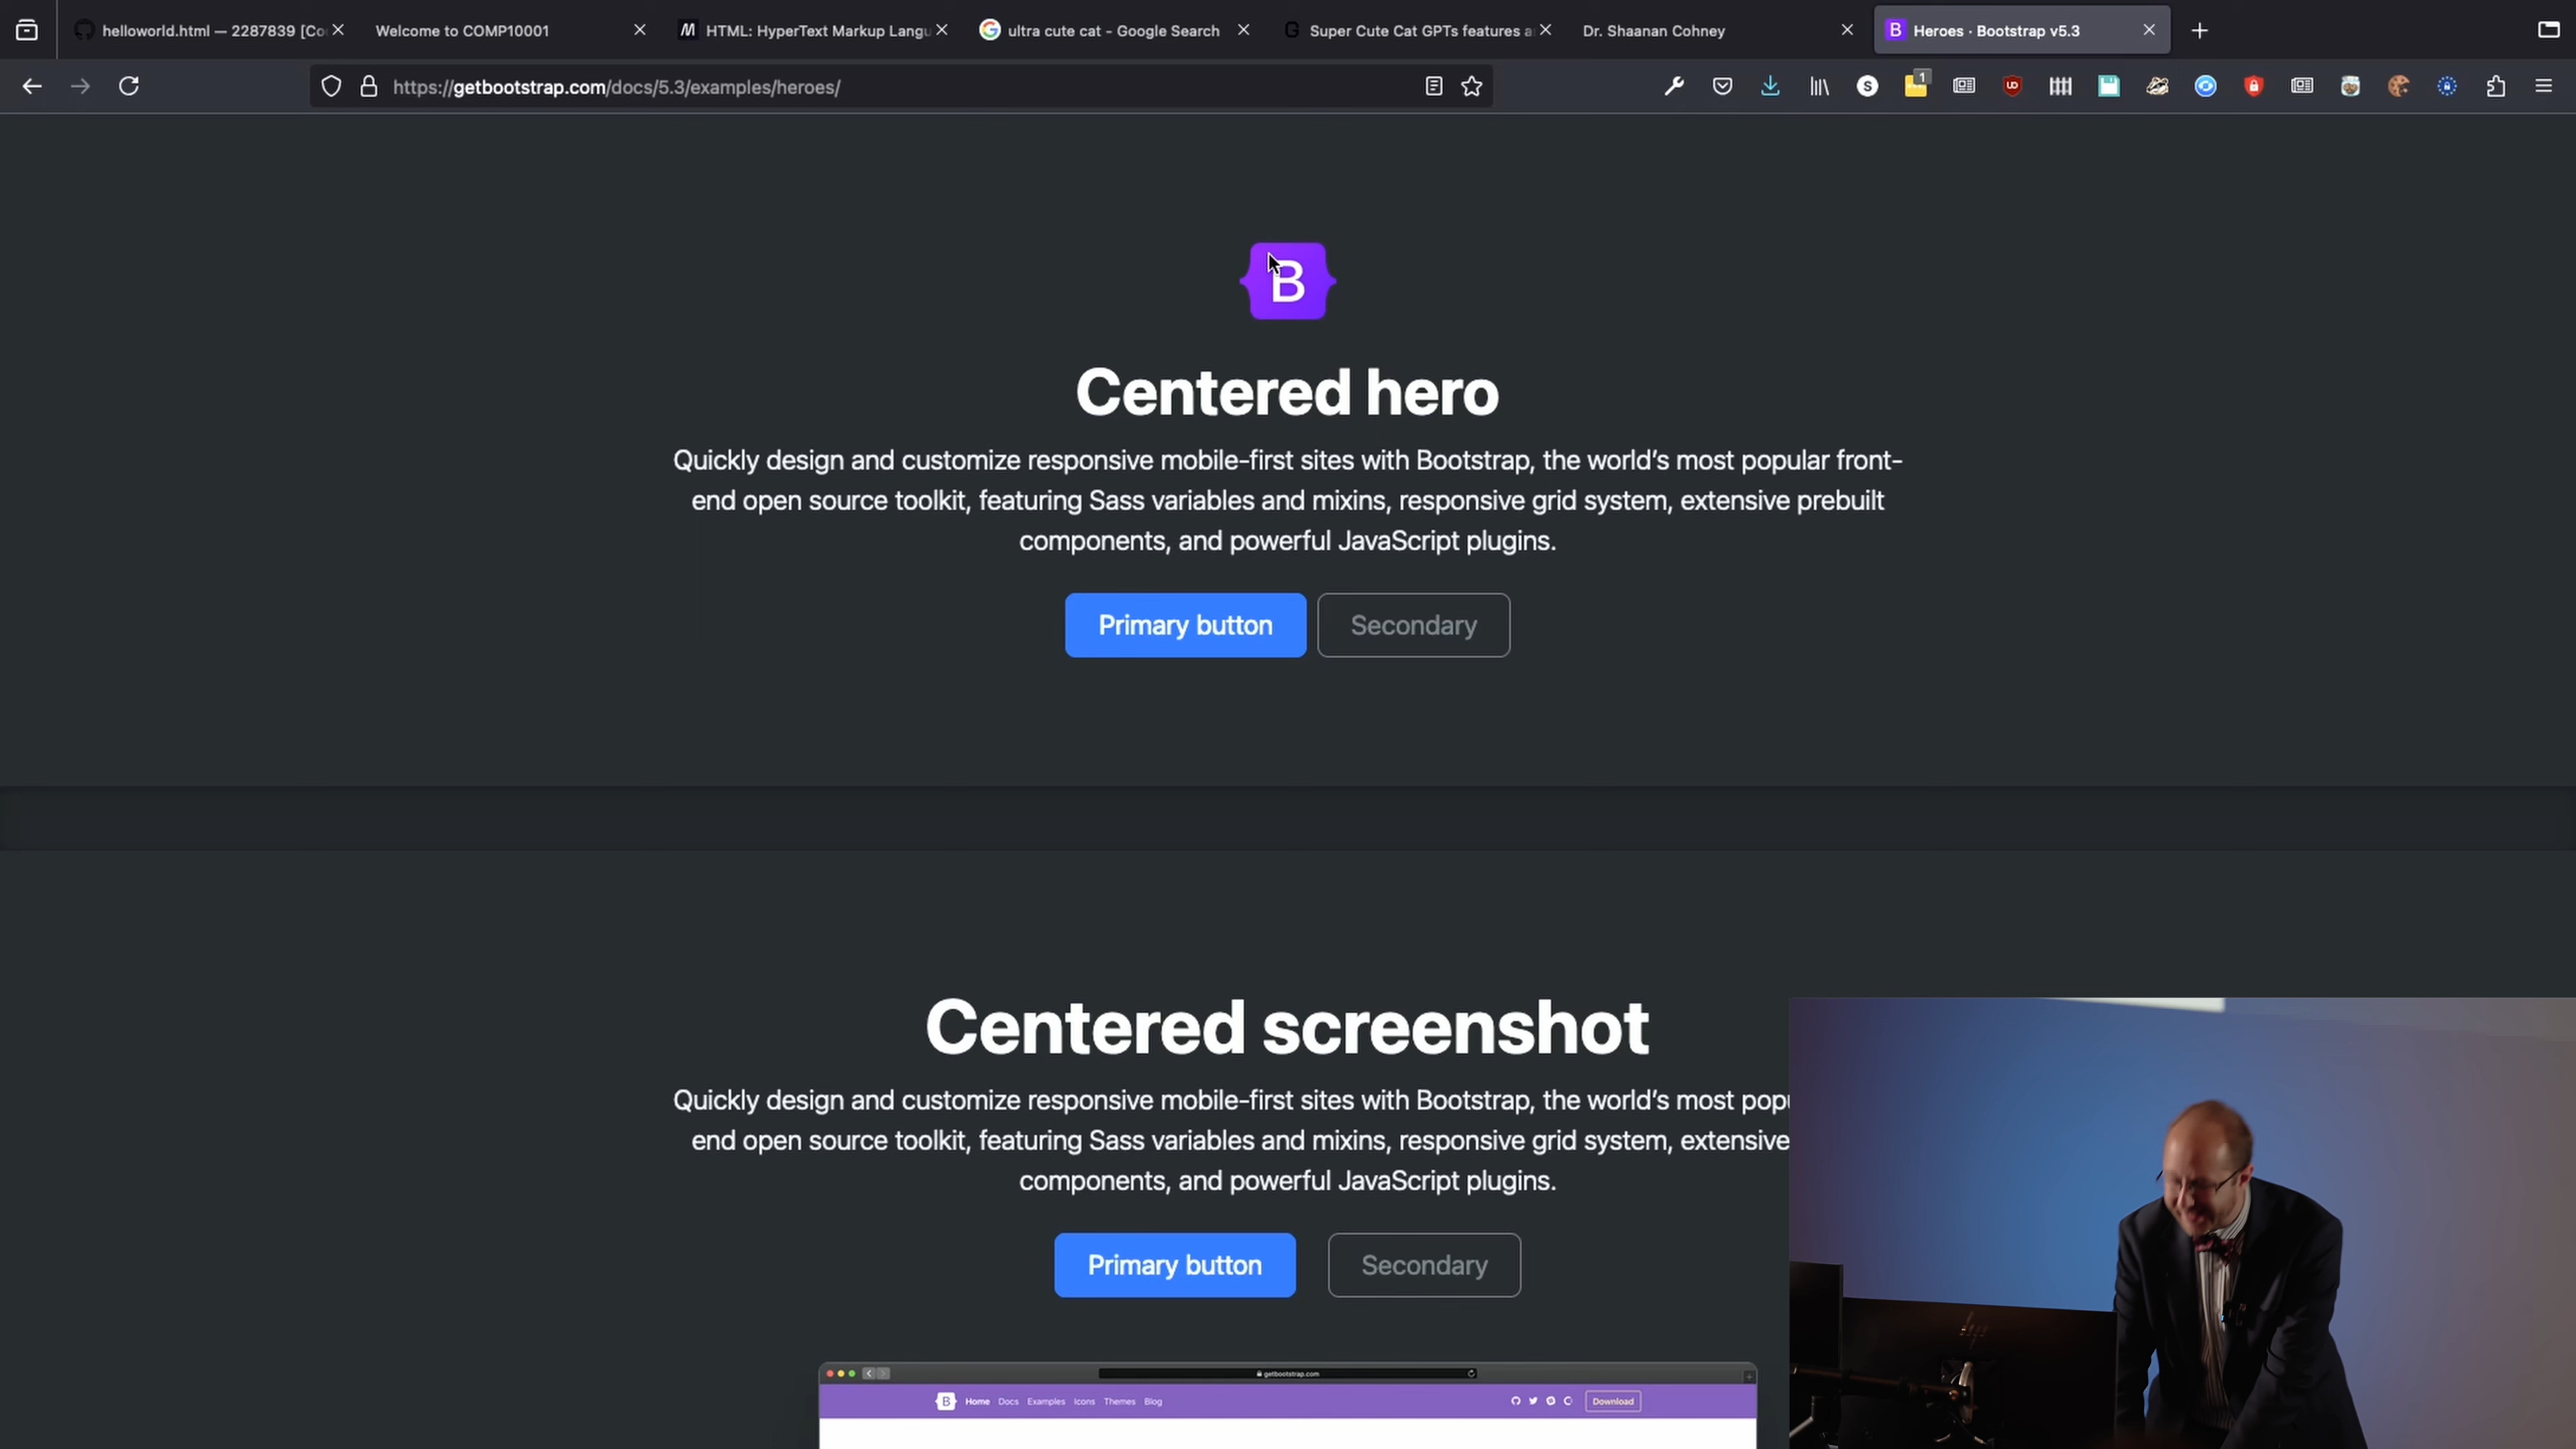 helloworld.html — 2287839 [Co
Welcome to COMP10001
HTML: HyperText Markup Langu
ultra cute cat - Google Search
Super Cute Cat GPTs features a
Dr. Shaanan Cohney
Heroes · Bootstrap v5.3
https://getbootstrap.com/docs/5.3/examples/heroes/
1
B
Centered hero
Quickly design and customize responsive mobile-first sites with Bootstrap, the world's most popular front-
end open source toolkit, featuring Sass variables and mixins, responsive grid system, extensive prebuilt
components, and powerful JavaScript plugins.
Primary button Secondary
Centered screenshot
Quickly design and customize responsive mobile-first sites with Bootstrap, the world's most popu
end open source toolkit, featuring Sass variables and mixins, responsive grid system, extensive
components, and powerful JavaScript plugins.
Primary button Secondary
getbootstrap.com
B Home Docs Examples Icons Themes Blog Download